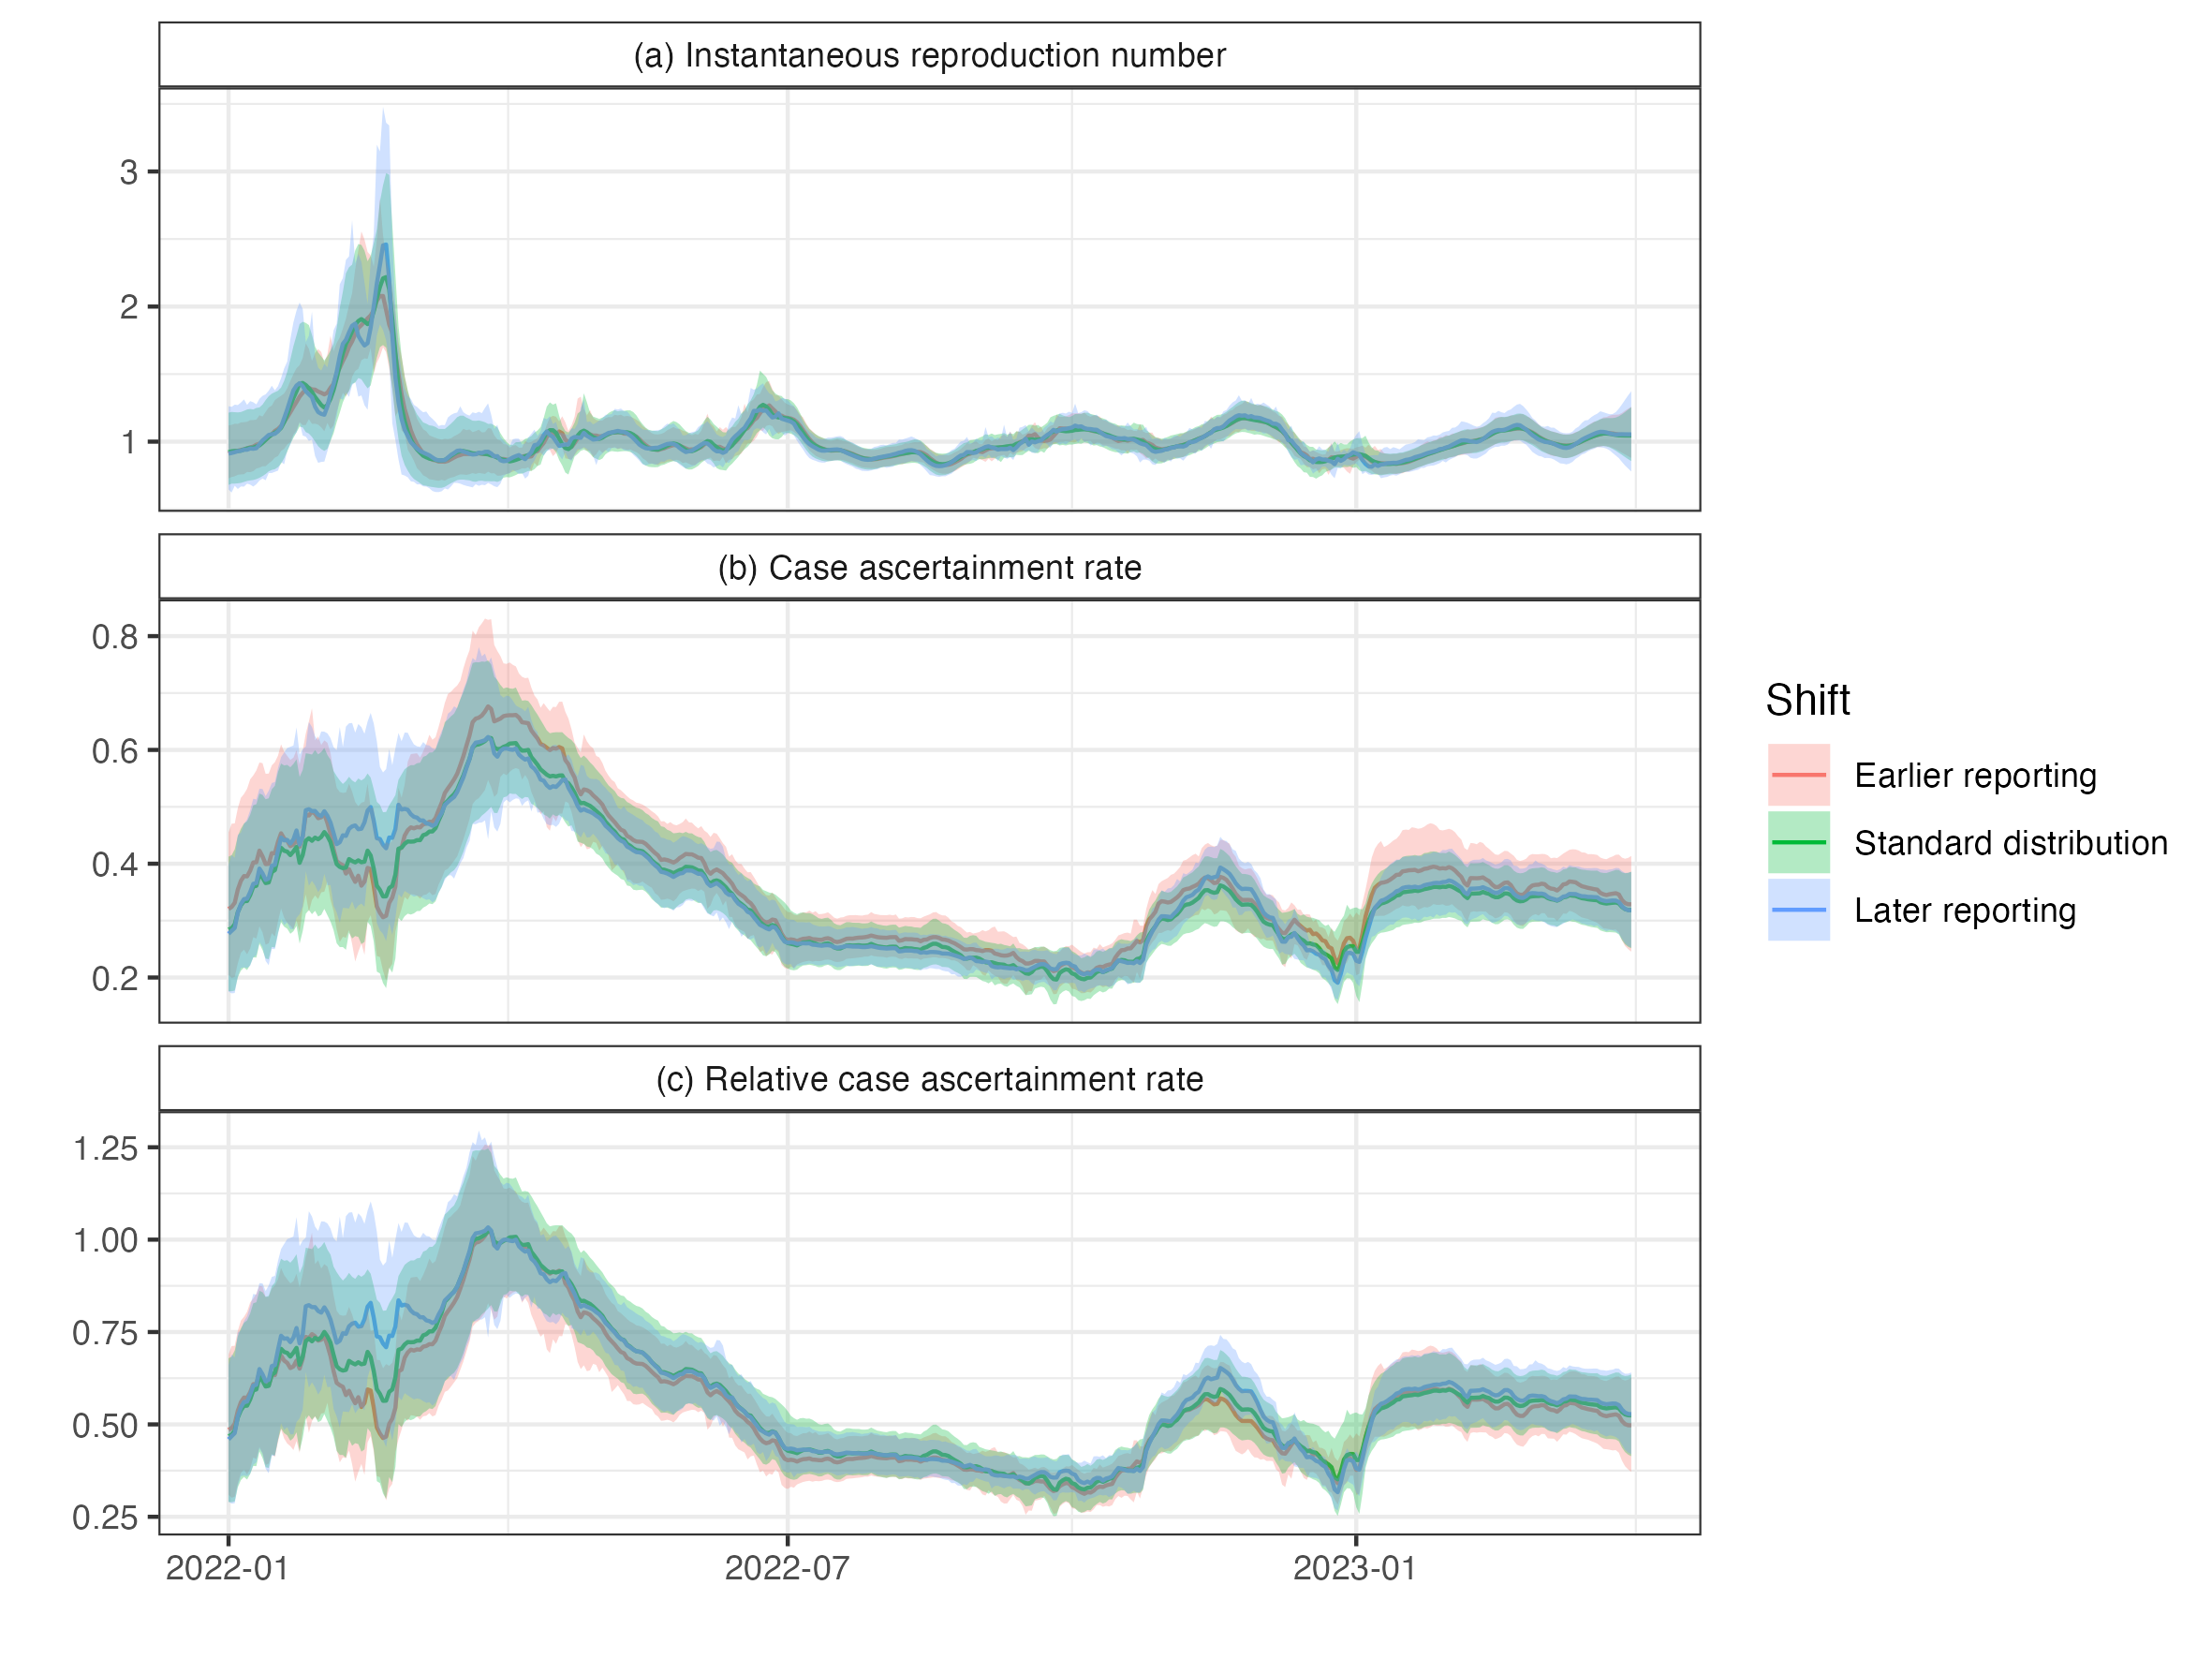 (a) Instantaneous reproduction number
3
2
1
(b) Case ascertainment rate
0.8
0.6
0.4
0.2
(c) Relative case ascertainment rate
1.25
1.00
0.75
0.50
0.25
2022-01
2022-07
2023-01
Shift
Earlier reporting
Standard distribution
Later reporting